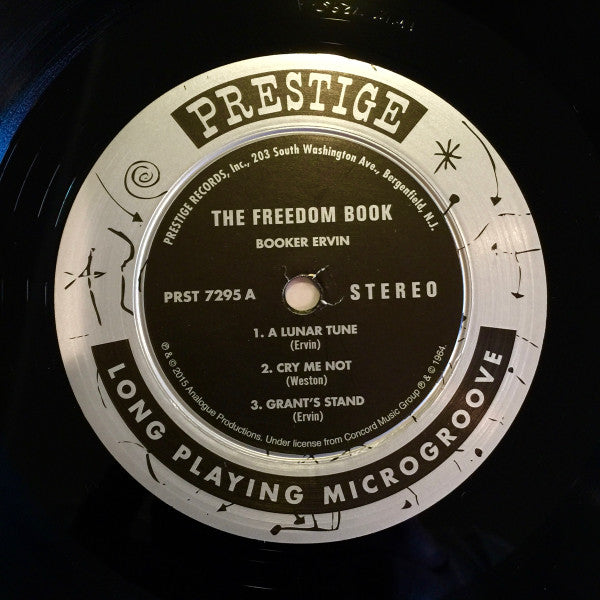 PRESTIGE
PRESTIGE RECORDS, Inc., 203 South Washington Ave., Bergenfield, N.J.
THE FREEDOM BOOK
BOOKER ERVIN
PRST 7295 A
STEREO
1. A LUNAR TUNE
(Ervin)
2. CRY ME NOT
(Weston)
3. GRANT'S STAND
(Ervin)
℗ & © 2015 Analogue Productions. Under license from Concord Music Group ℗ & © 1964.
LONG PLAYING MICROGROOVE